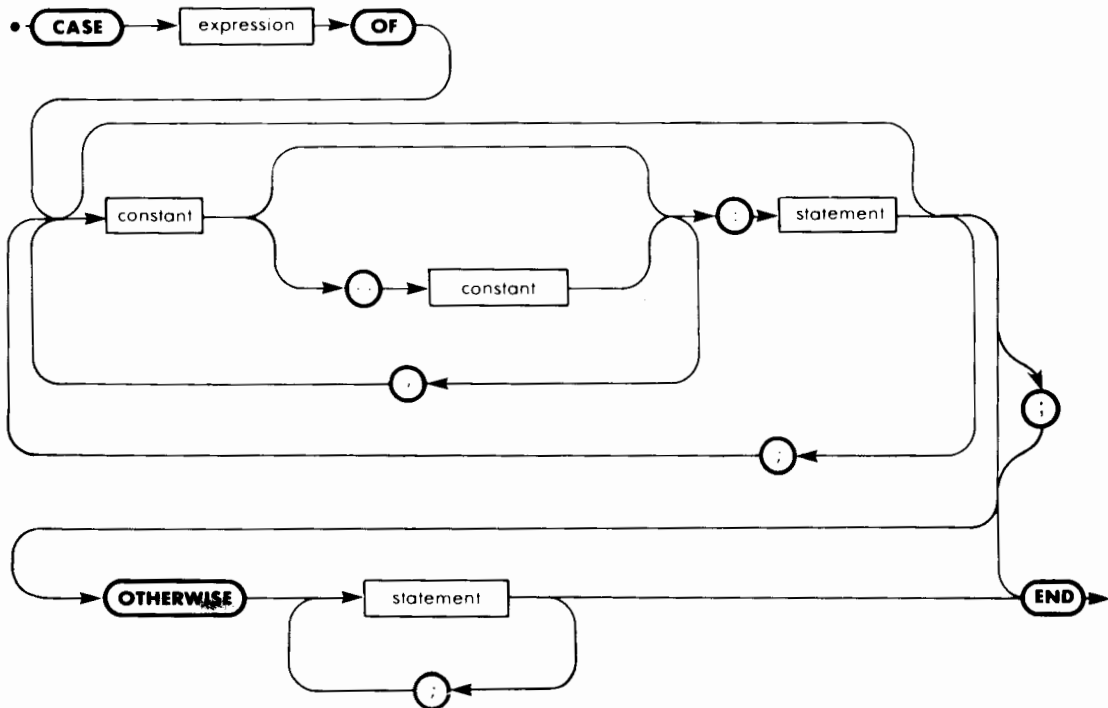 CASE expression OF
constant : statement
.. constant
,
;
;
OTHERWISE statement END
;